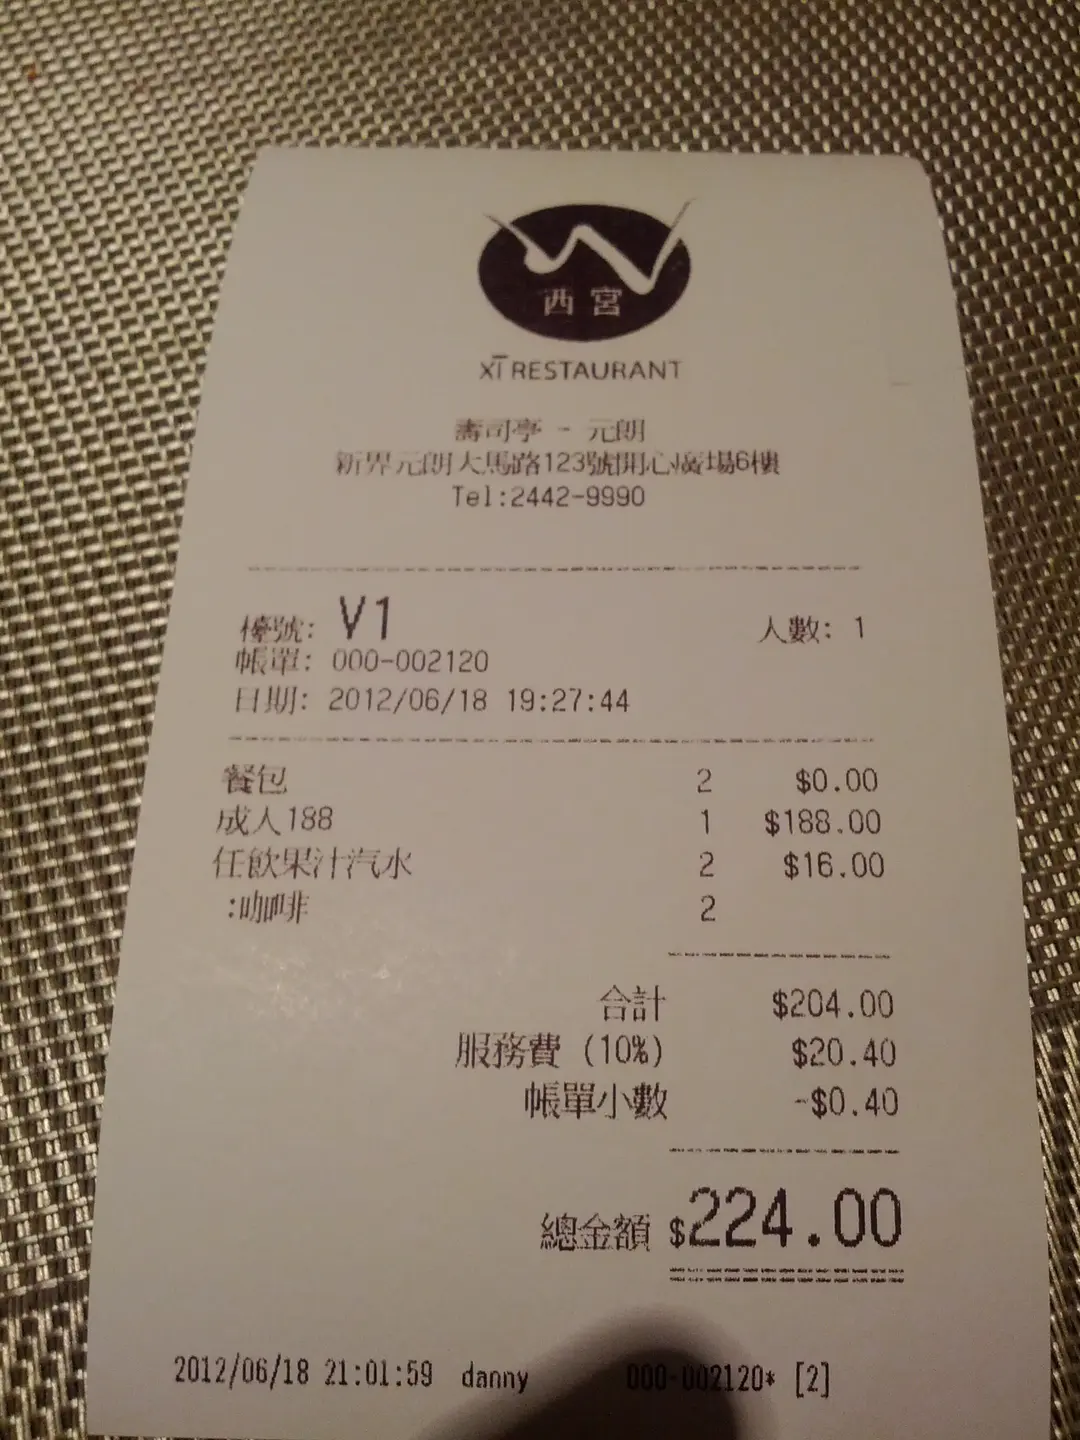 西宮
XĪ RESTAURANT
壽司亭 - 元朗
新界元朗大馬路123號開心廣場6樓
Tel:2442-9990
檯號: V1 人數: 1
帳單: 000-002120
日期: 2012/06/18 19:27:44
餐包 2 $0.00
成人188 1 $188.00
任飲果汁汽水 2 $16.00
:咖啡 2
合計 $204.00
服務費 (10%) $20.40
帳單小數 -$0.40
總金額 $224.00
2012/06/18 21:01:59 danny 000-002120* [2]